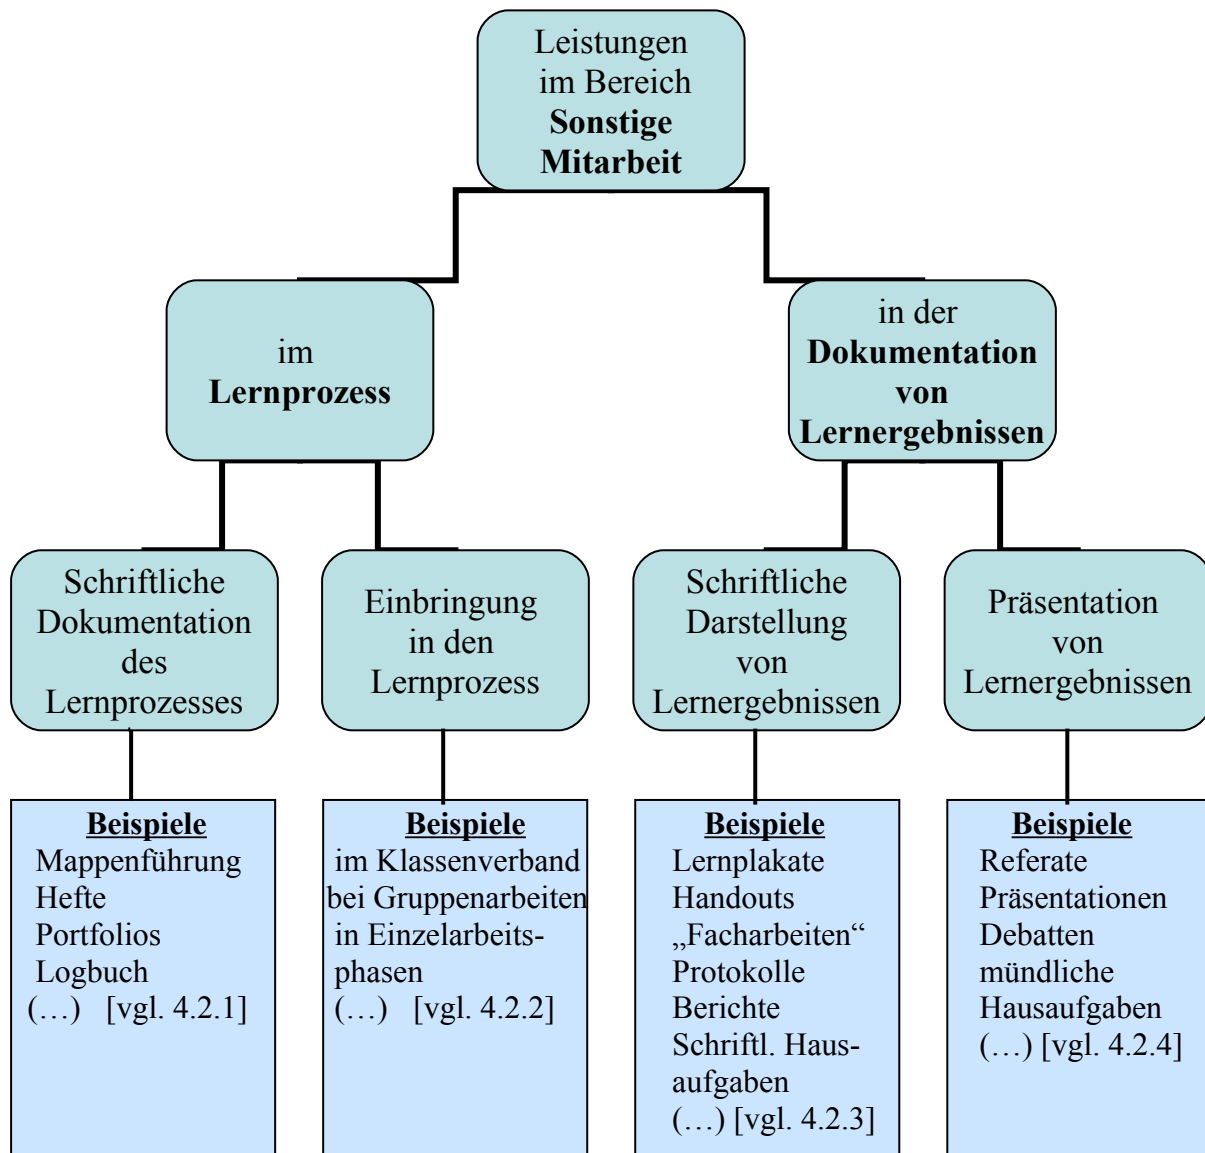 Leistungen
im Bereich
Sonstige
Mitarbeit
im
Lernprozess
in der
Dokumentation
von
Lernergebnissen
Schriftliche
Dokumentation
des
Lernprozesses
Einbringung
in den
Lernprozess
Schriftliche
Darstellung
von
Lernergebnissen
Präsentation
von
Lernergebnissen
Beispiele
Mappenführung
Hefte
Portfolios
Logbuch
(…) [vgl. 4.2.1]
Beispiele
im Klassenverband
bei Gruppenarbeiten
in Einzelarbeits-
phasen
(…) [vgl. 4.2.2]
Beispiele
Lernplakate
Handouts
„Facharbeiten“
Protokolle
Berichte
Schriftl. Haus-
aufgaben
(…) [vgl. 4.2.3]
Beispiele
Referate
Präsentationen
Debatten
mündliche
Hausaufgaben
(…) [vgl. 4.2.4]